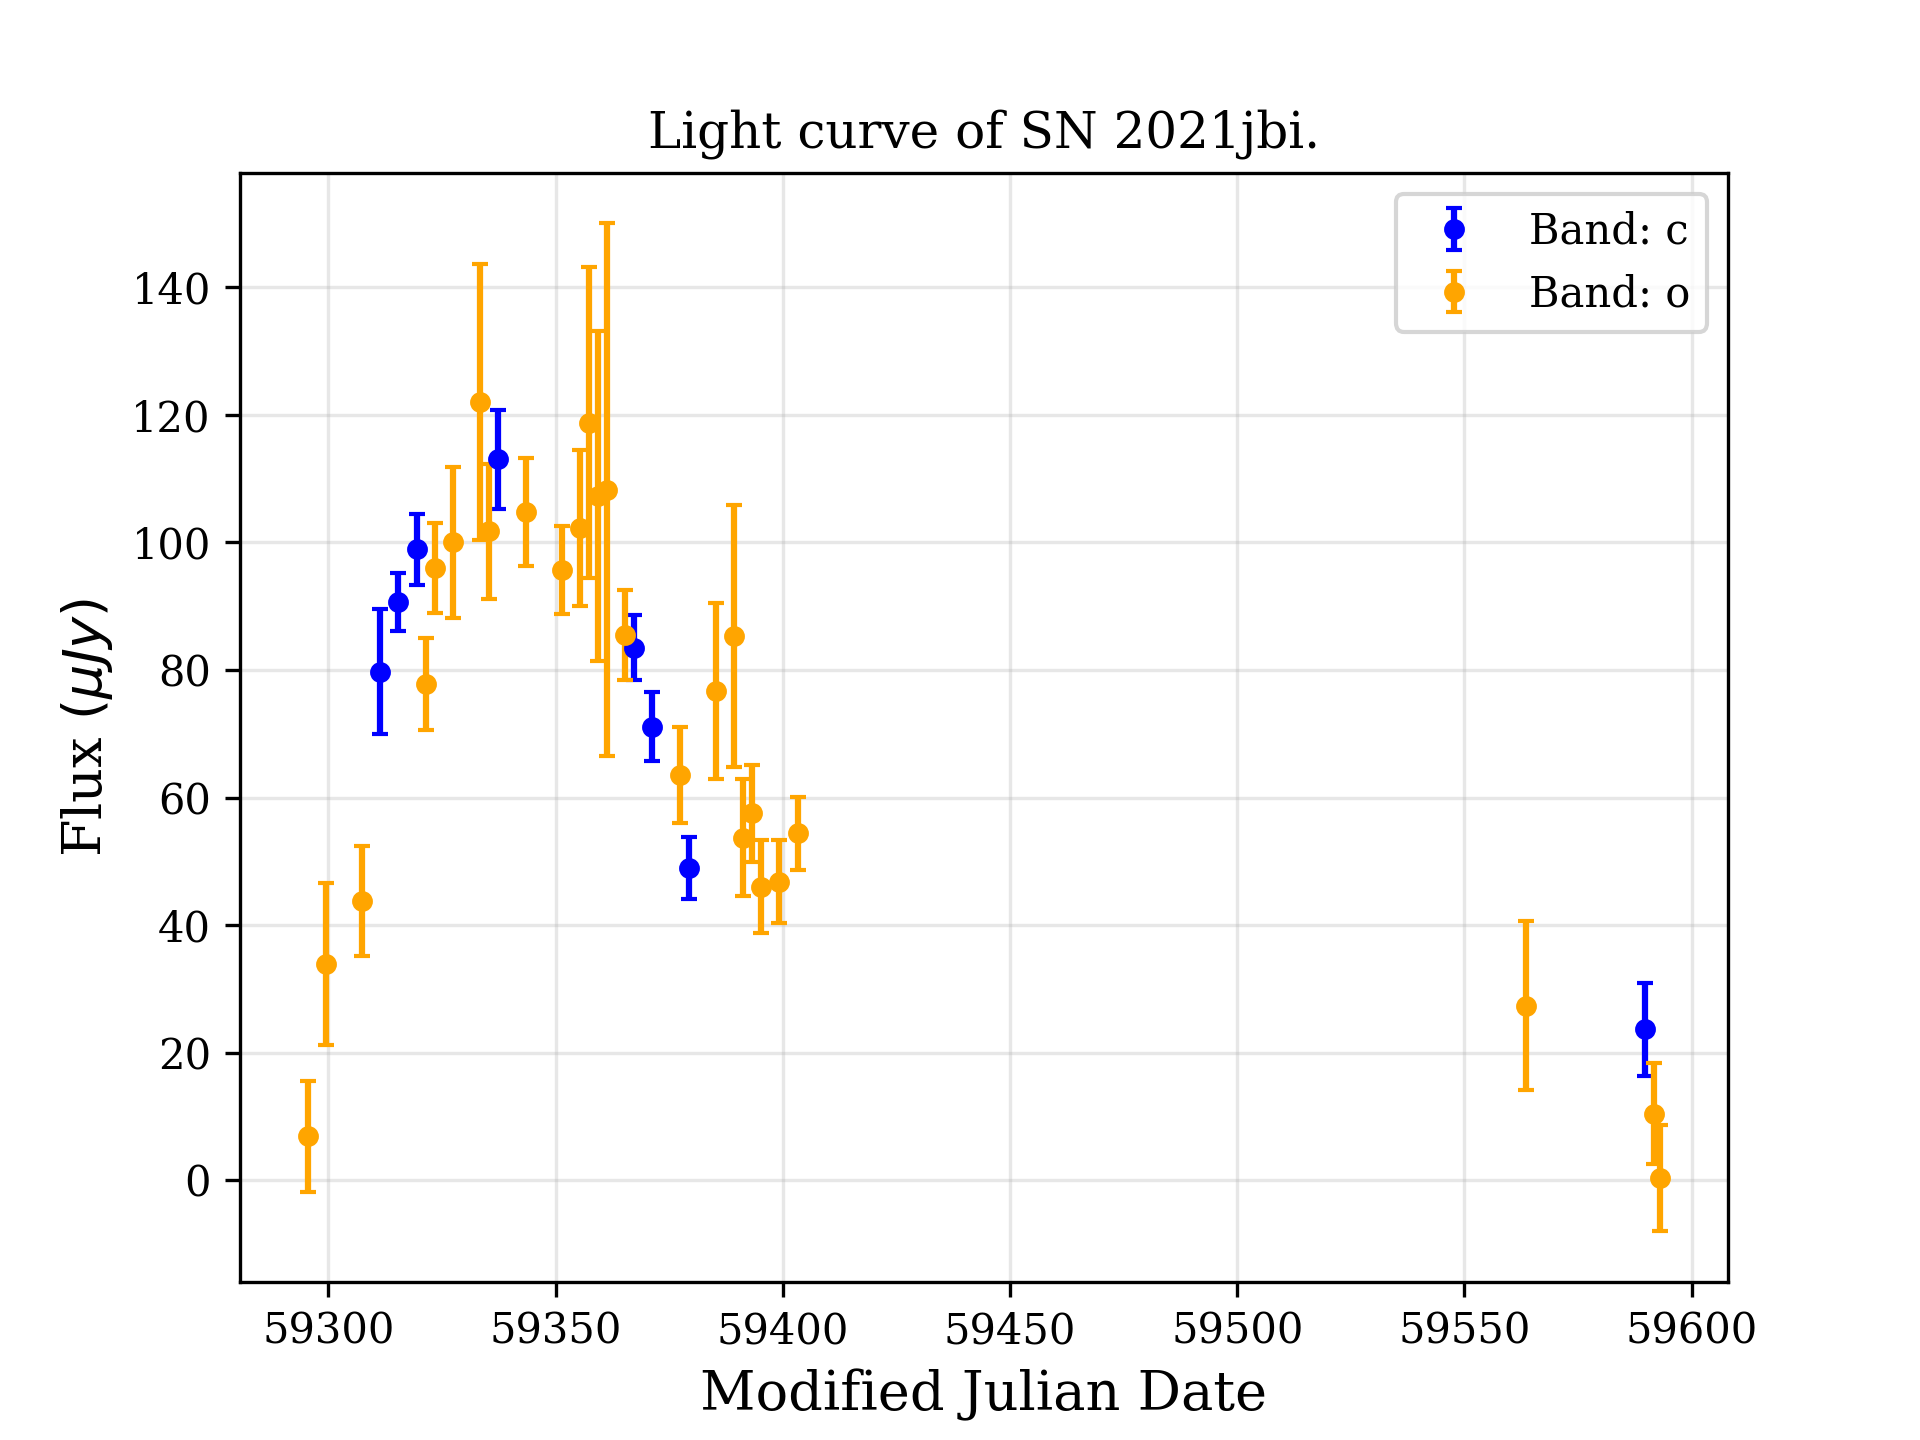 Light curve of SN 2021jbi.
Band: c
Band: o
Flux (μJy)
140
120
100
80
60
40
20
0
59300 59350 59400 59450 59500 59550 59600
Modified Julian Date